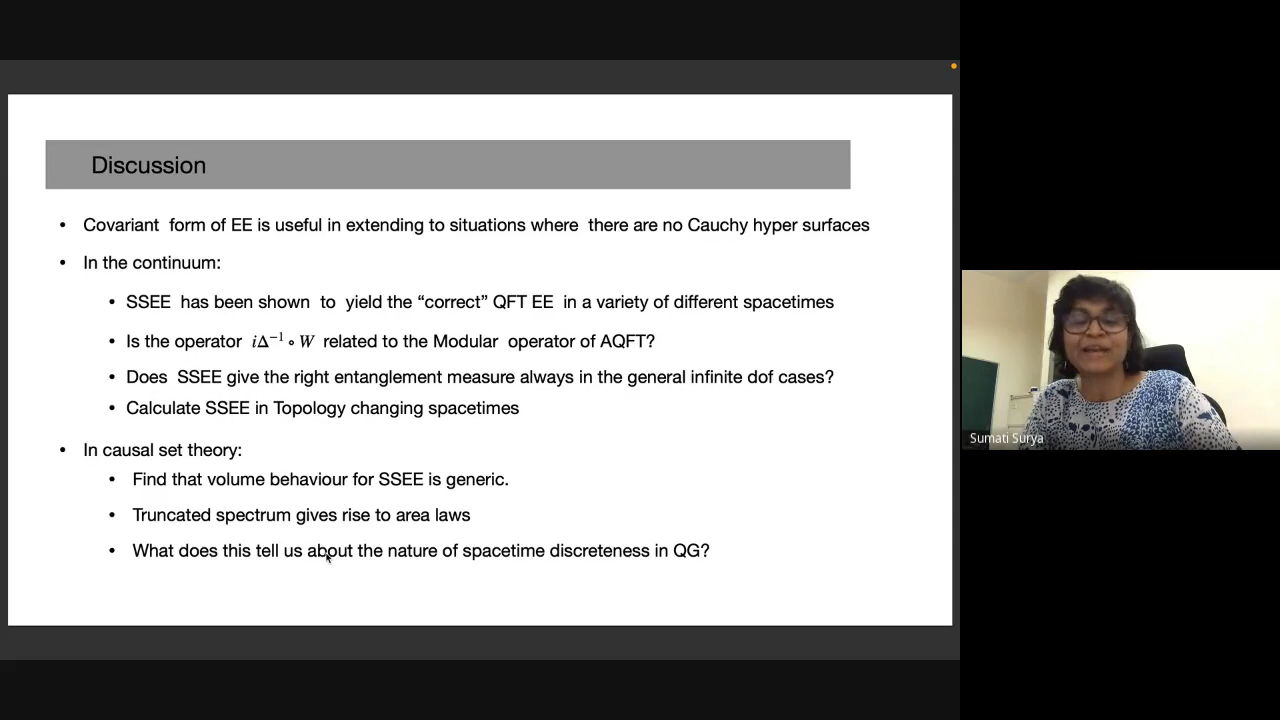 Discussion
• Covariant form of EE is useful in extending to situations where there are no Cauchy hyper surfaces
• In the continuum:
• SSEE has been shown to yield the “correct” QFT EE in a variety of different spacetimes
• Is the operator iΔ⁻¹ ∘ W related to the Modular operator of AQFT?
• Does SSEE give the right entanglement measure always in the general infinite dof cases?
• Calculate SSEE in Topology changing spacetimes
• In causal set theory:
• Find that volume behaviour for SSEE is generic.
• Truncated spectrum gives rise to area laws
• What does this tell us about the nature of spacetime discreteness in QG?
Sumati Surya